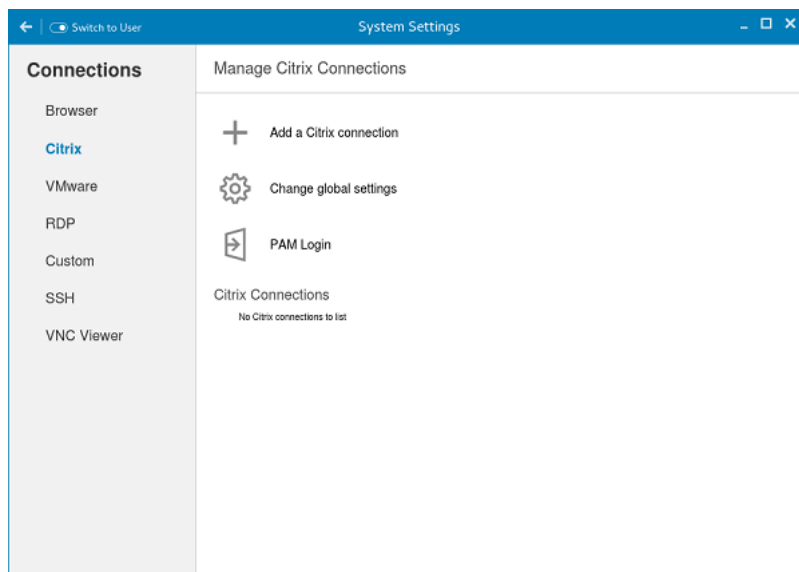 Switch to User
System Settings
Connections
Browser
Citrix
VMware
RDP
Custom
SSH
VNC Viewer
Manage Citrix Connections
Add a Citrix connection
Change global settings
PAM Login
Citrix Connections
No Citrix connections to list